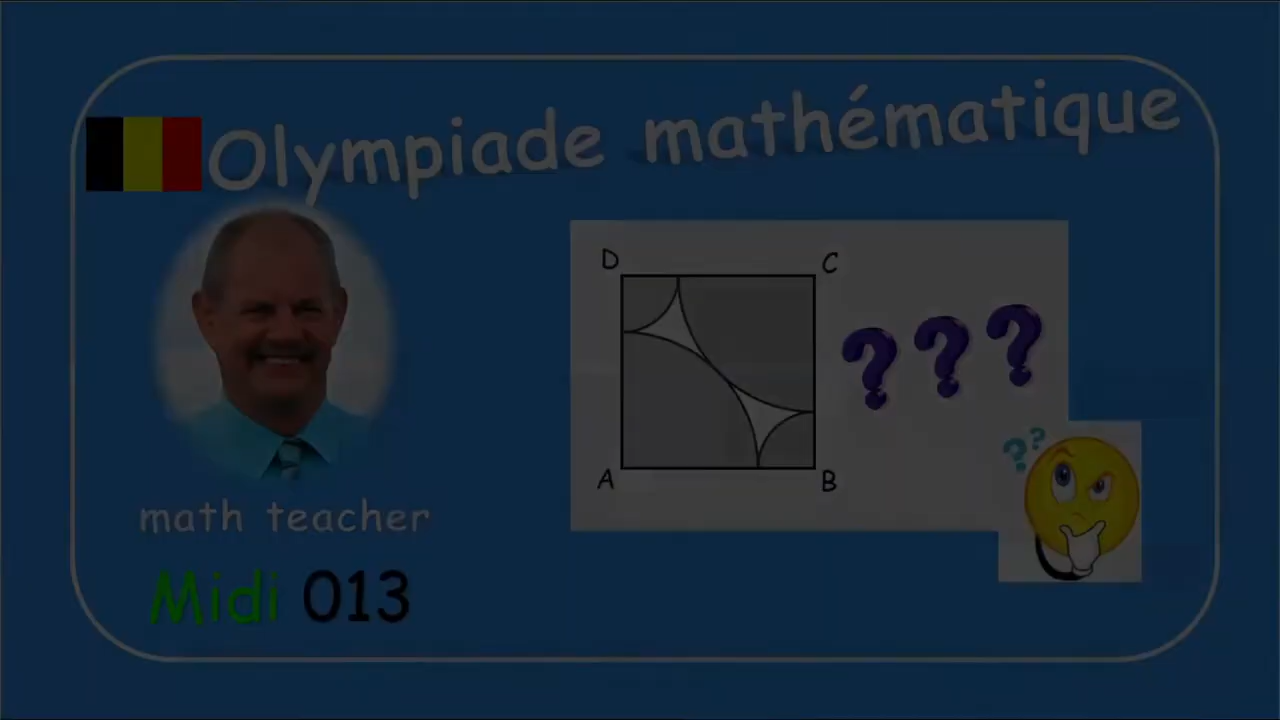 Olympiade mathématique
D
C
? ? ?
? ?
A
B
math teacher
Midi 013